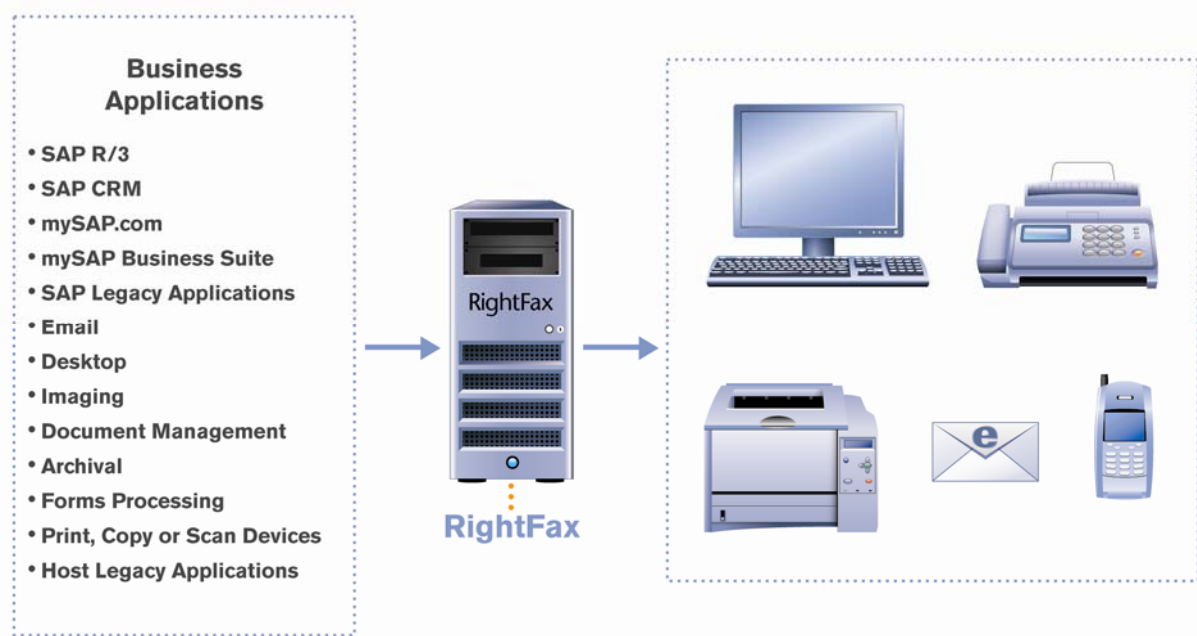 Business
Applications
• SAP R/3
• SAP CRM
• mySAP.com
• mySAP Business Suite
• SAP Legacy Applications
• Email
• Desktop
• Imaging
• Document Management
• Archival
• Forms Processing
• Print, Copy or Scan Devices
• Host Legacy Applications
RightFax
RightFax
e